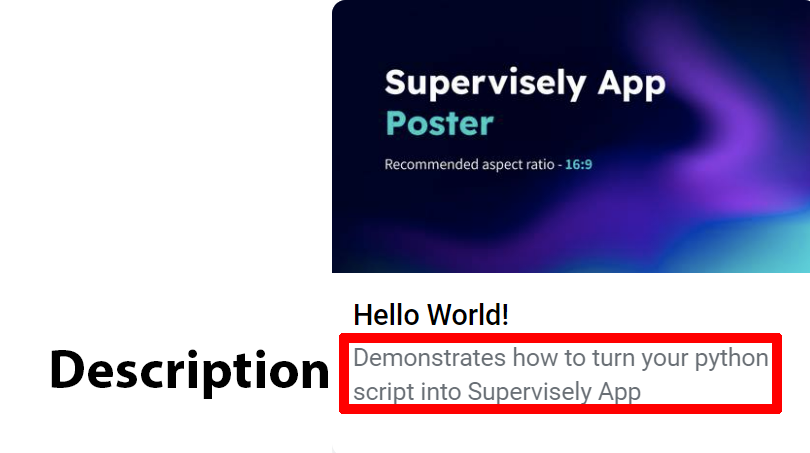 Supervisely App
Poster
Recommended aspect ratio - 16:9
Hello World!
Description
Demonstrates how to turn your python
script into Supervisely App